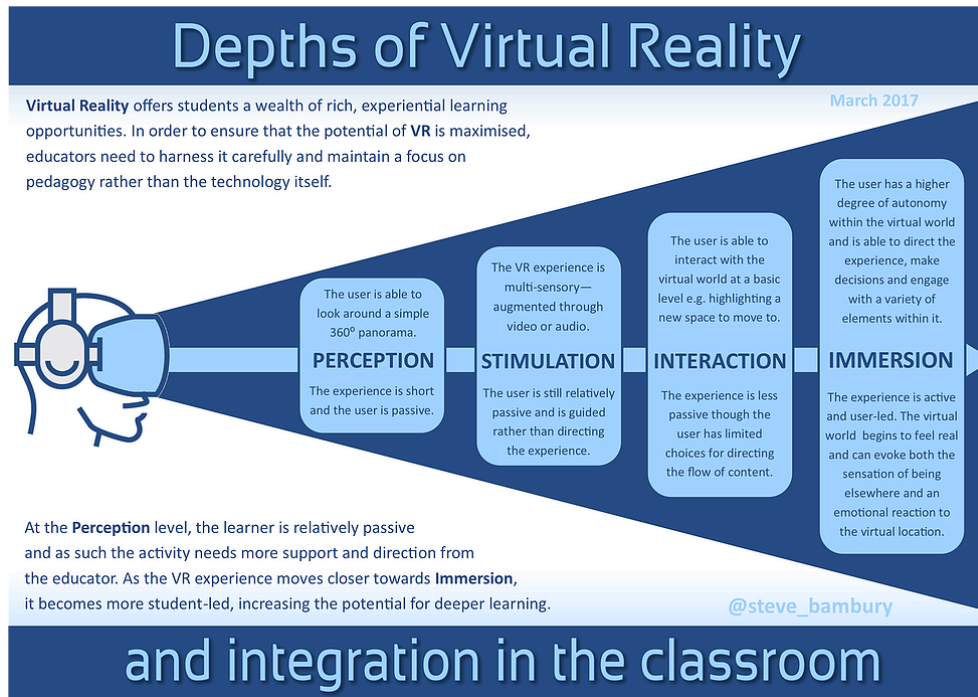 Depths of Virtual Reality
Virtual Reality offers students a wealth of rich, experiential learning
opportunities. In order to ensure that the potential of VR is maximised,
educators need to harness it carefully and maintain a focus on
pedagogy rather than the technology itself.
March 2017
The user is able to
look around a simple
360º panorama.
PERCEPTION
The experience is short
and the user is passive.
The VR experience is
multi-sensory—
augmented through
video or audio.
STIMULATION
The user is still relatively
passive and is guided
rather than directing
the experience.
The user is able to
interact with the
virtual world at a basic
level e.g. highlighting a
new space to move to.
INTERACTION
The experience is less
passive though the
user has limited
choices for directing
the flow of content.
The user has a higher
degree of autonomy
within the virtual world
and is able to direct the
experience, make
decisions and engage
with a variety of
elements within it.
IMMERSION
The experience is active
and user-led. The virtual
world begins to feel real
and can evoke both the
sensation of being
elsewhere and an
emotional reaction to
the virtual location.
At the Perception level, the learner is relatively passive
and as such the activity needs more support and direction from
the educator. As the VR experience moves closer towards Immersion,
it becomes more student-led, increasing the potential for deeper learning.
@steve_bambury
and integration in the classroom